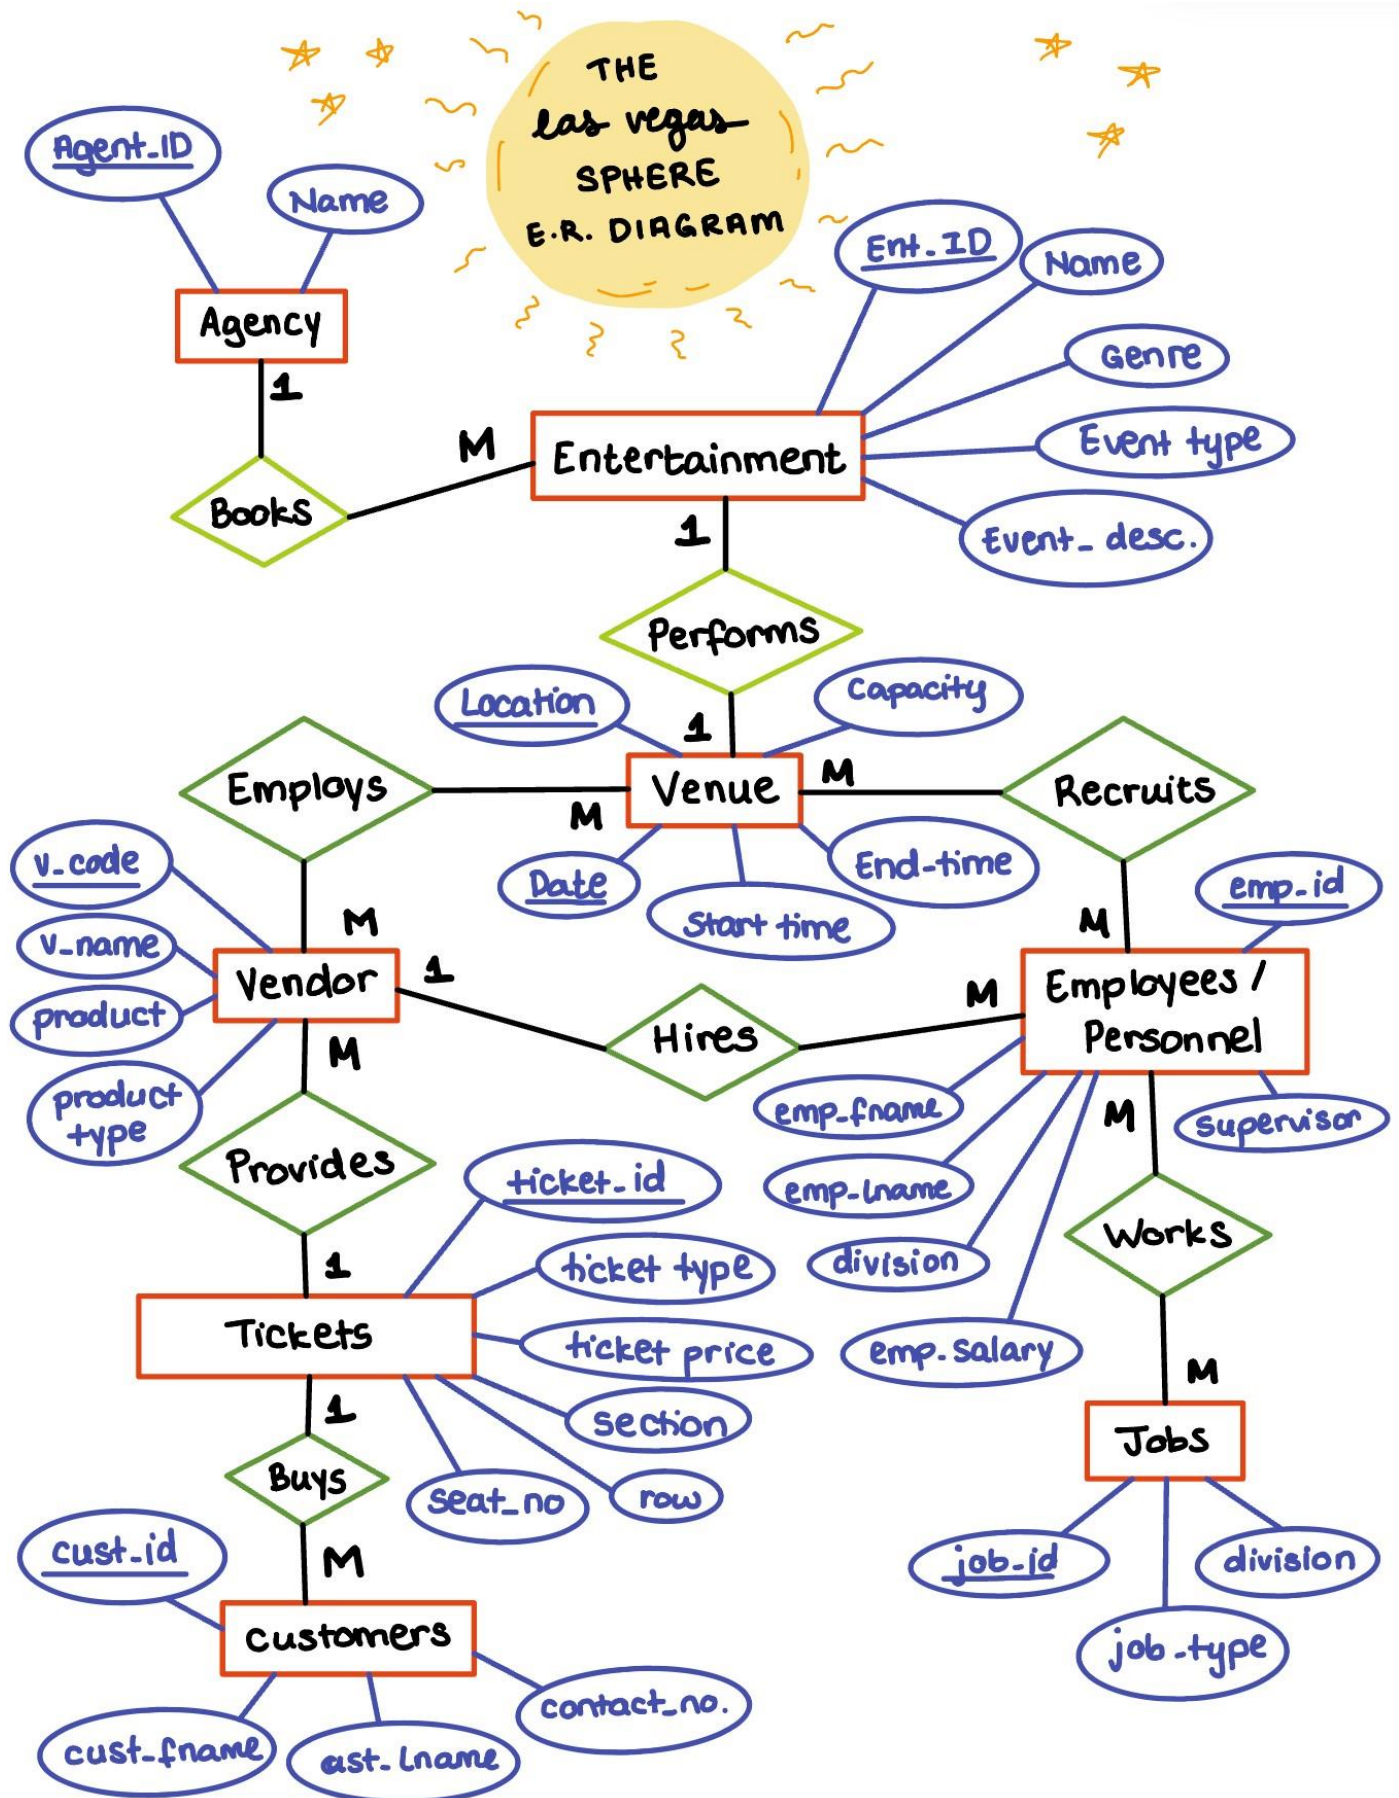 THE
las vegas
SPHERE
E.R. DIAGRAM
Agent_ID
Name
Agency
1
Books
M
Entertainment
Ent._ID
Name
Genre
Event type
Event_desc.
1
Performs
1
Location
Capacity
Venue
Date
Start time
End-time
M
Employs
M
M
Recruits
M
v_code
v_name
product
product
type
Vendor
1
Hires
M
Employees /
Personnel
emp_id
emp_fname
emp_lname
division
emp.salary
supervisor
M
Provides
1
M
Works
M
Tickets
ticket_id
ticket type
ticket price
section
row
seat_no
1
Buys
M
Jobs
job_id
job_type
division
cust_id
customers
cust_fname
cust_lname
contact_no.